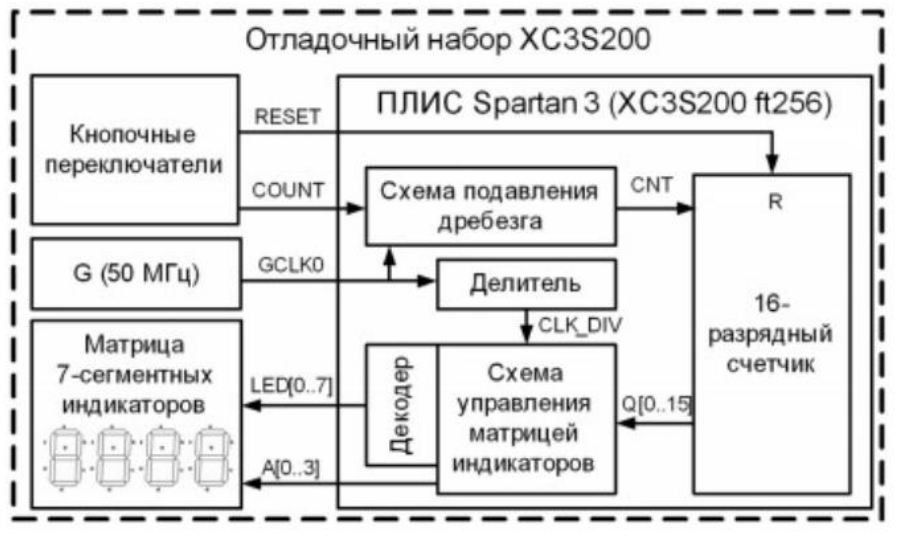 Отладочный набор XC3S200
ПЛИС Spartan 3 (XC3S200 ft256)
Кнопочные
переключатели
RESET
COUNT
Схема подавления
дребезга
CNT
R
16-
разрядный
счетчик
G (50 МГц)
GCLK0
Делитель
CLK_DIV
Матрица
7-сегментных
индикаторов
LED[0..7]
A[0..3]
Декодер
Схема
управления
матрицей
индикаторов
Q[0..15]